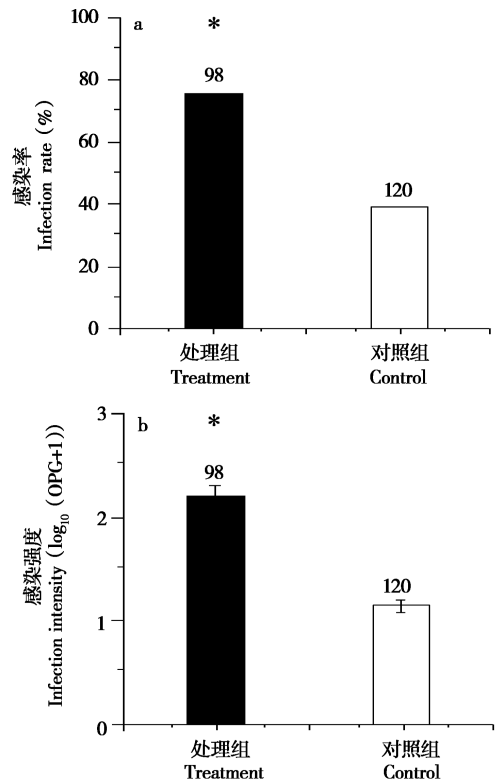 a
*
98
120
100
80
60
40
20
0
感染率
Infection rate (%)
处理组
对照组
Treatment
Control
b
*
98
120
3
2
1
0
感染强度
Infection intensity (log10 (OPG+1))
处理组
对照组
Treatment
Control